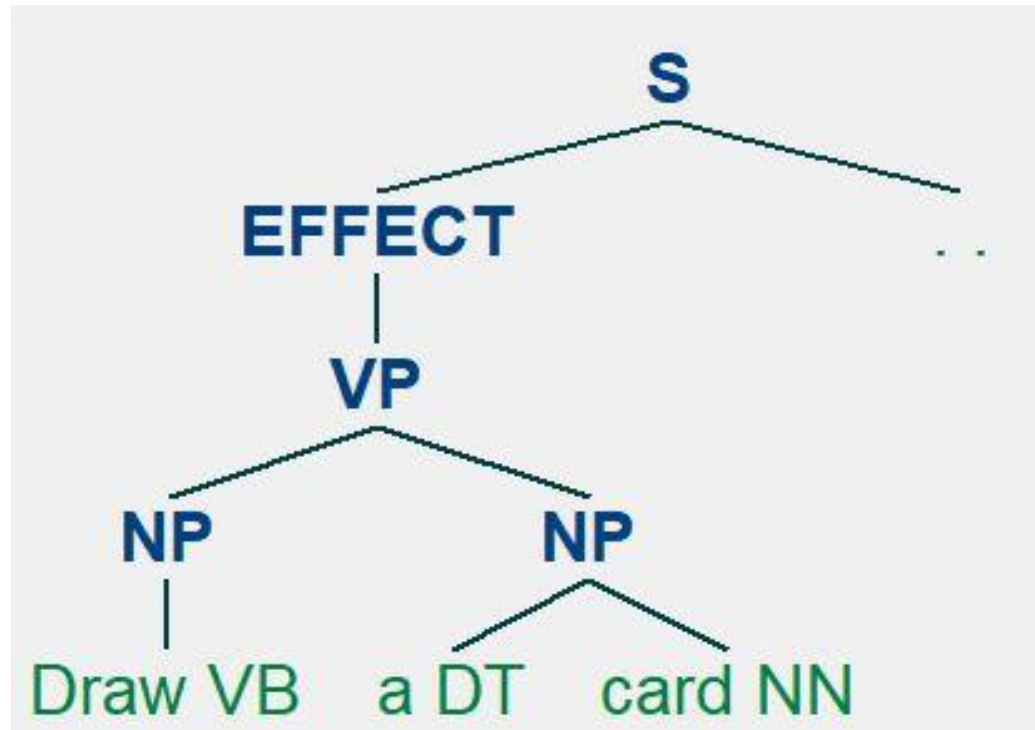 S
EFFECT
. .
VP
NP NP
Draw VB a DT card NN